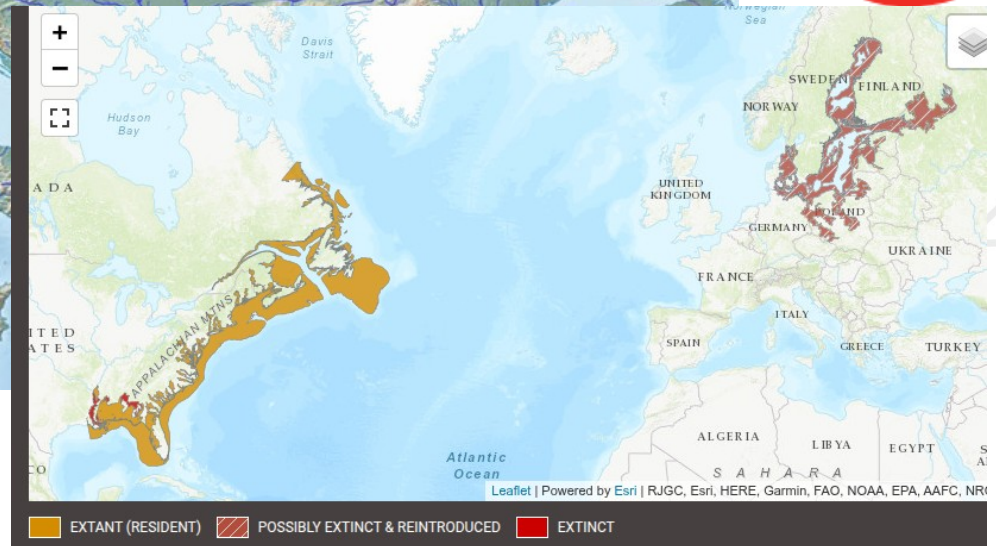 Norwegian
Sea
+
−
Davis
Strait
SWEDEN
FINLAND
NORWAY
Hudson
Bay
ADA
UNITED
KINGDOM
POLAND
GERMANY
UKRAINE
FRANCE
APPALACHIAN MTNS
ITALY
ITED
ATES
SPAIN
GREECE
TURKEY
ALGERIA
LIBYA
EGYPT
Atlantic
Ocean
SAHARA
CO
Leaflet | Powered by Esri | RJGC, Esri, HERE, Garmin, FAO, NOAA, EPA, AAFC, NRC
EXTANT (RESIDENT) POSSIBLY EXTINCT & REINTRODUCED EXTINCT